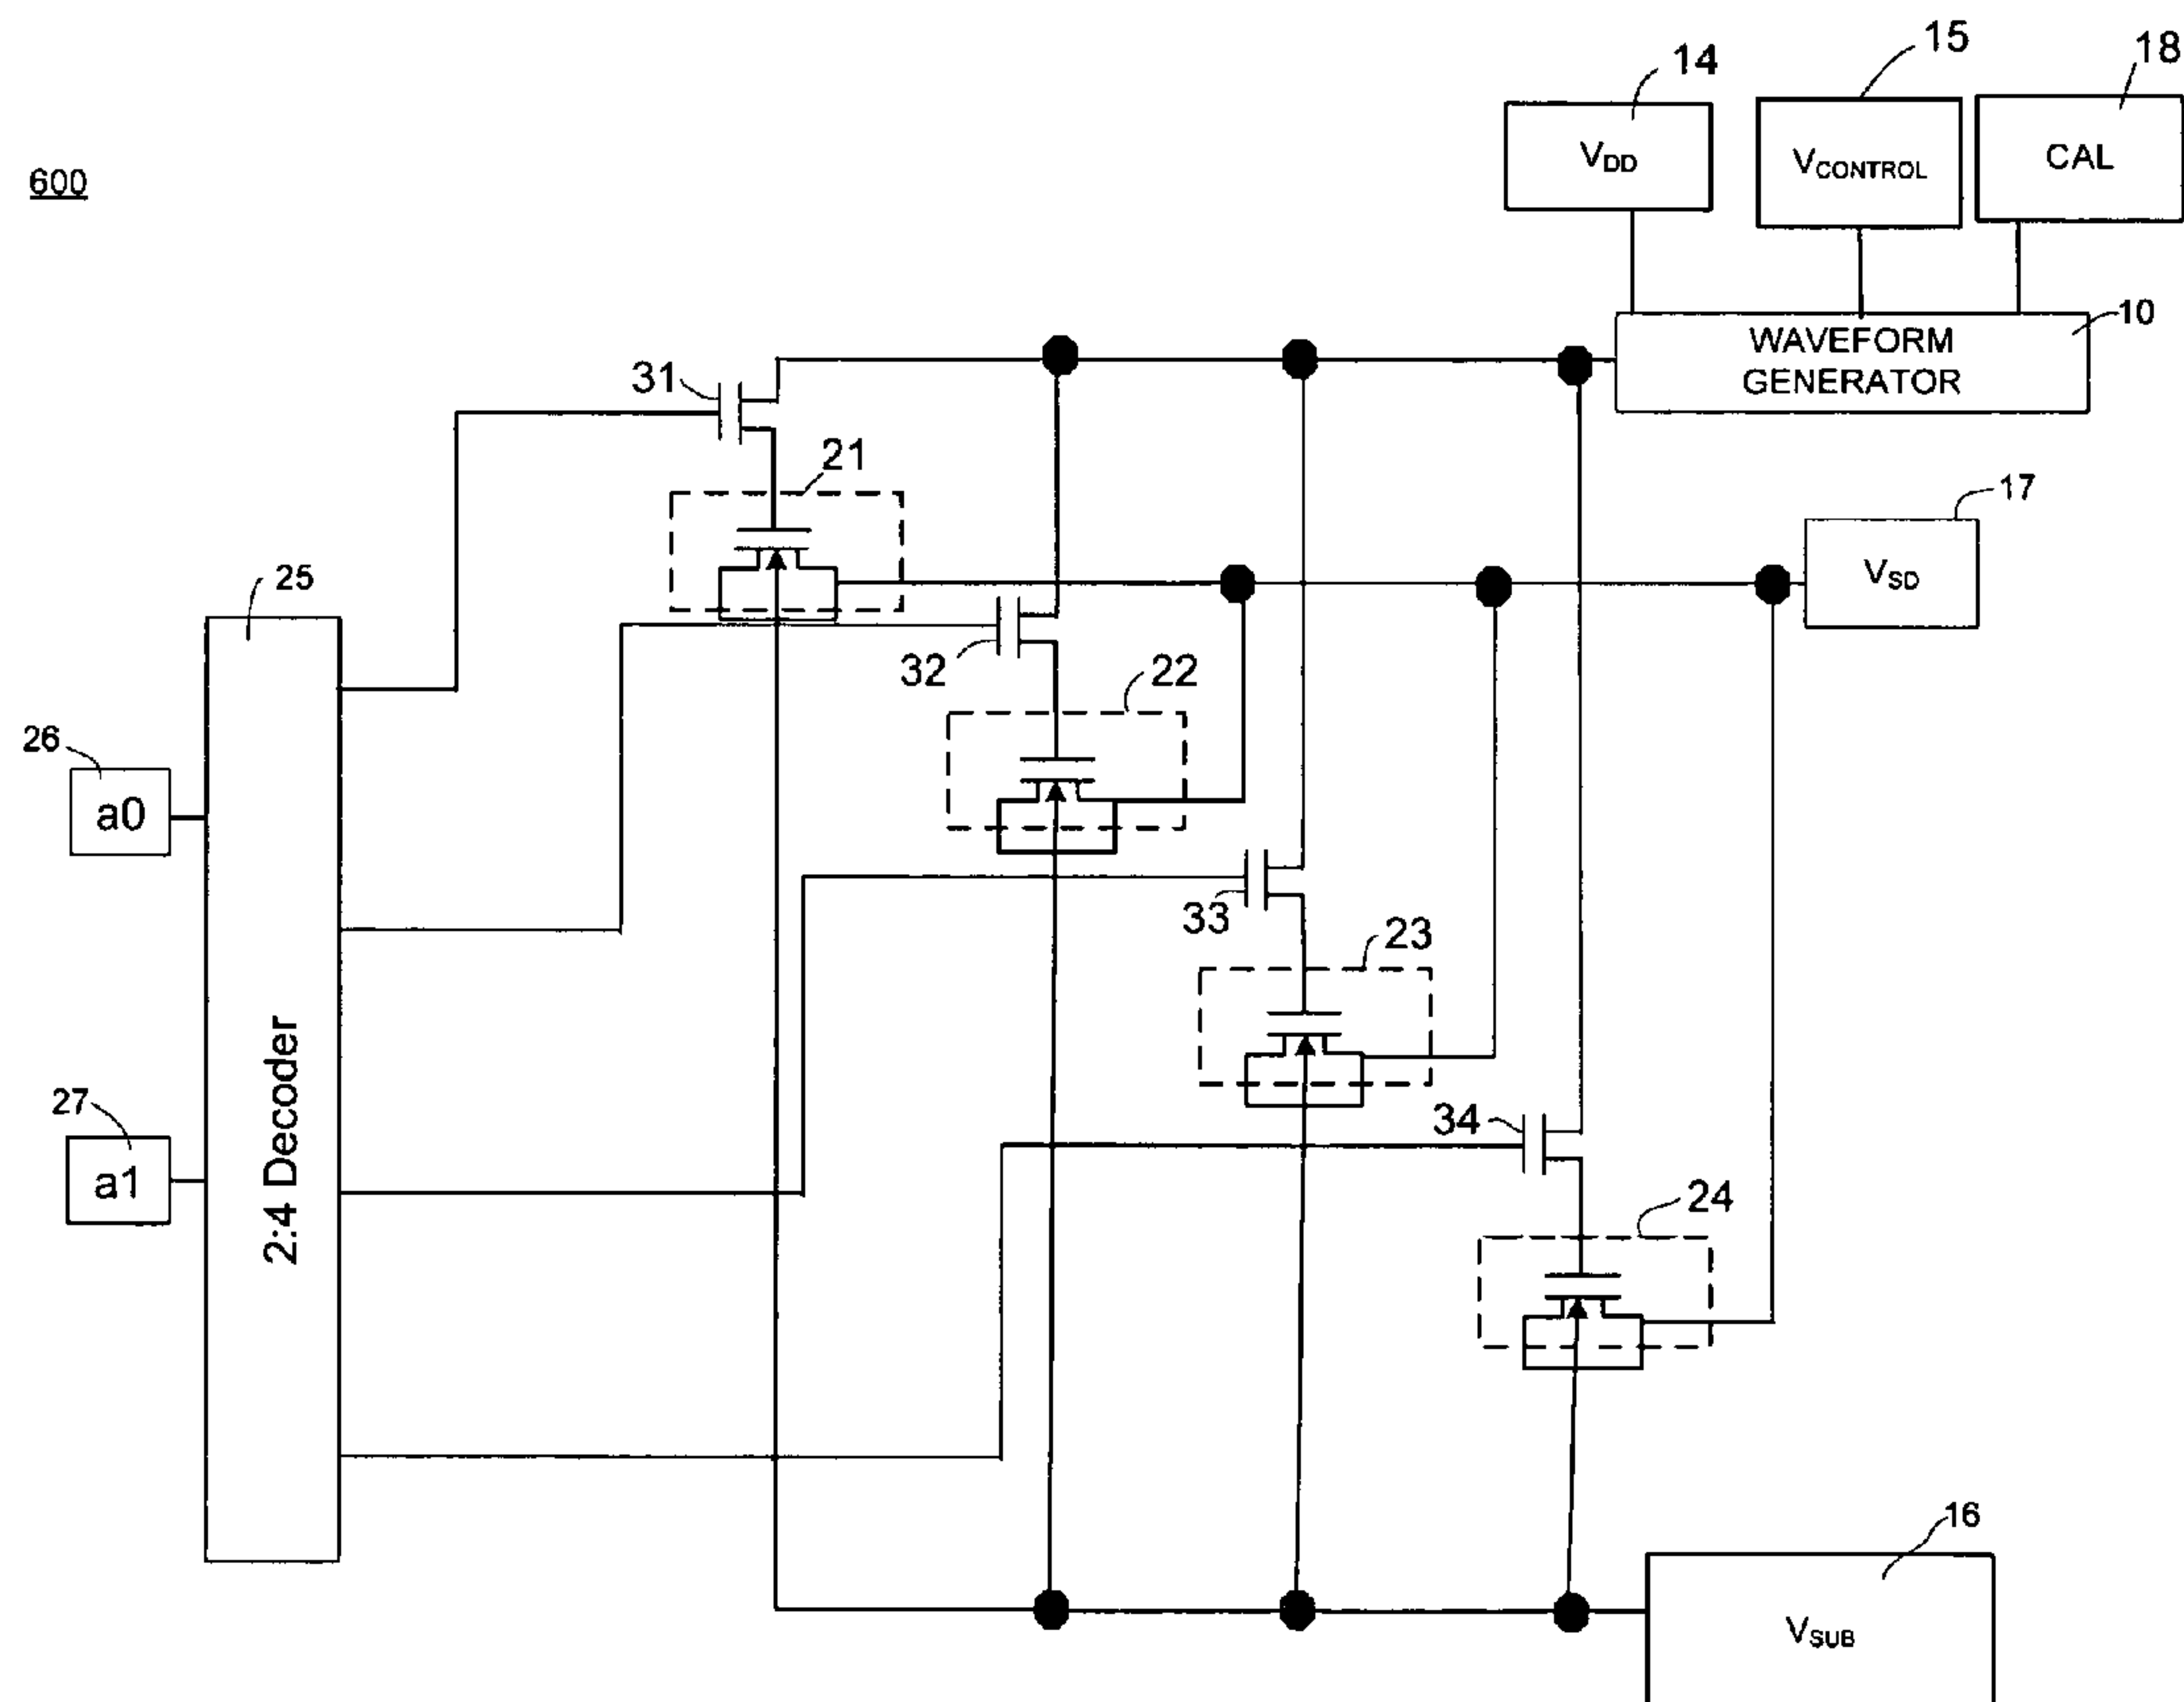 600
14
15
18
VDD
VCONTROL
CAL
10
WAVEFORM
GENERATOR
31
21
17
VSD
25
32
22
26
a0
33
23
2:4 Decoder
27
a1
34
24
16
VSUB